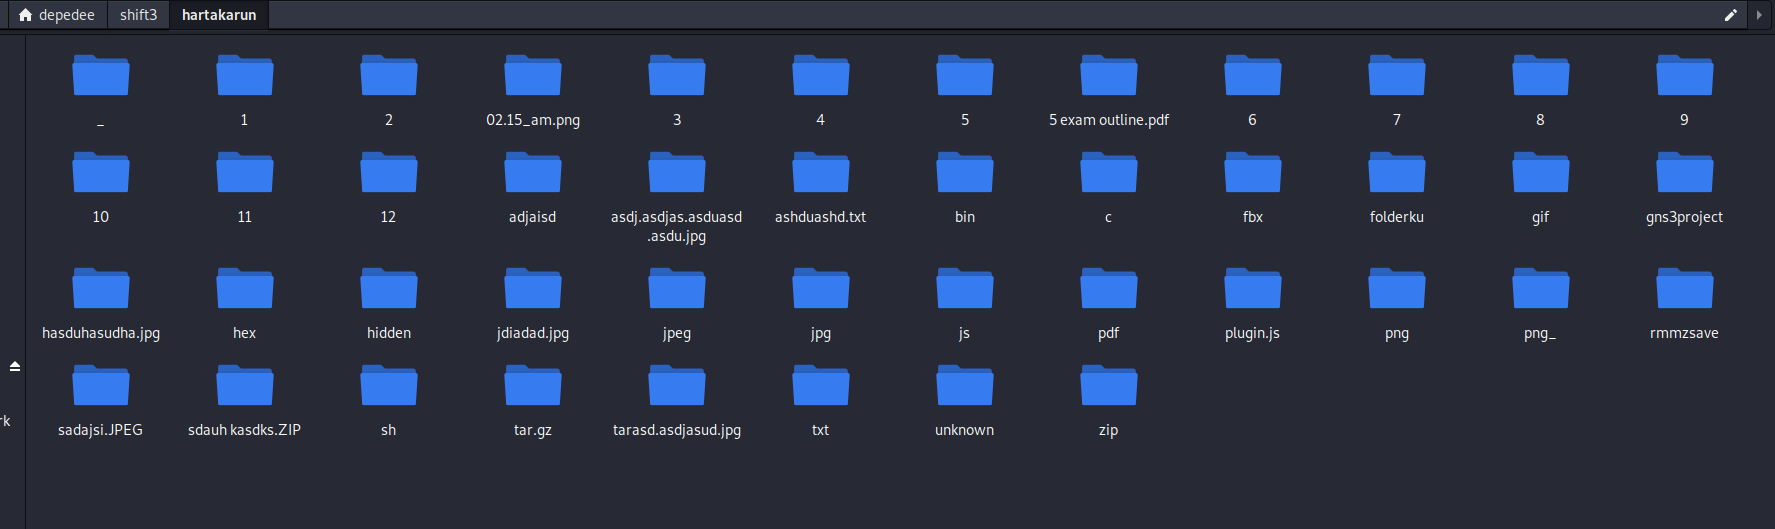 depedee shift3 hartakarun
_ 1 2 02.15_am.png 3 4 5 5 exam outline.pdf 6 7 8 9
10 11 12 adjaisd asdj.asdjas.asduasd
.asdu.jpg ashduashd.txt bin c fbx folderku gif gns3project
hasduhasudha.jpg hex hidden jdiadad.jpg jpeg jpg js pdf plugin.js png png_ rmmzsave
rk
sadajsi.JPEG sdauh kasdks.ZIP sh tar.gz tarasd.asdjasud.jpg txt unknown zip